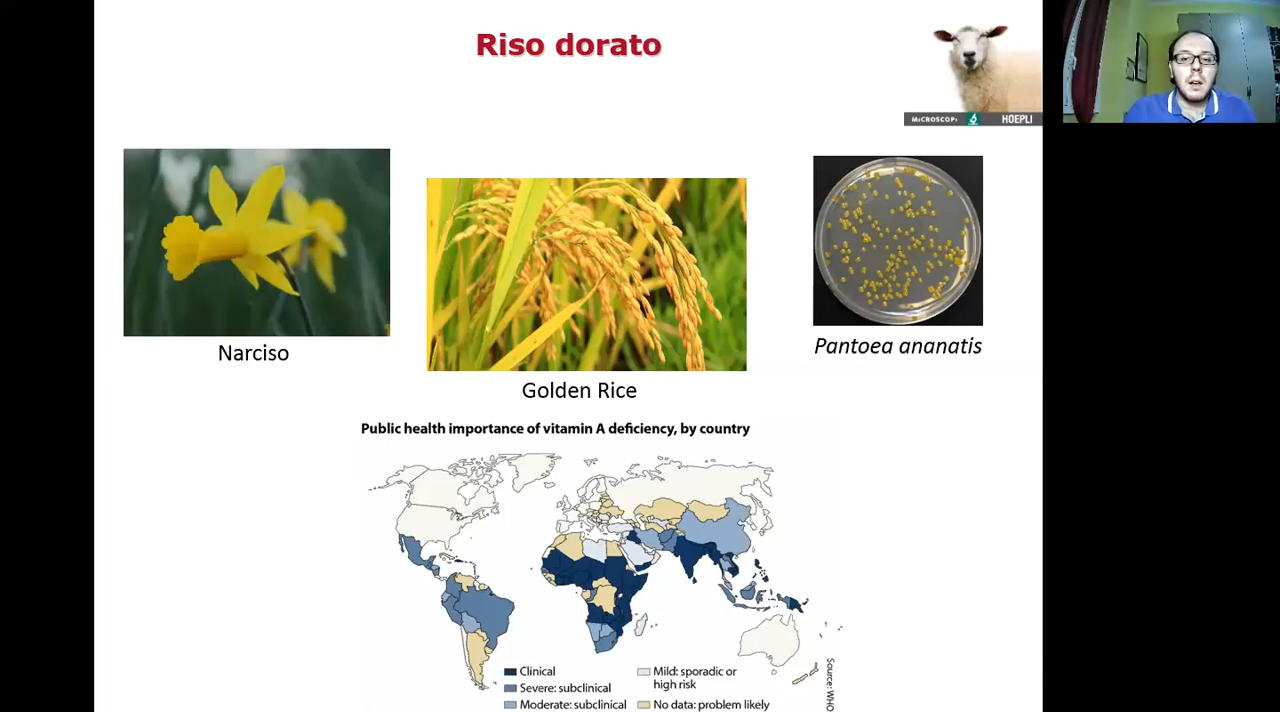 Riso dorato
MICROSCOPI
HOEPLI
Narciso
Golden Rice
Pantoea ananatis
Public health importance of vitamin A deficiency, by country
Clinical
Severe: subclinical
Moderate: subclinical
Mild: sporadic or
high risk
No data: problem likely
Source: WHO